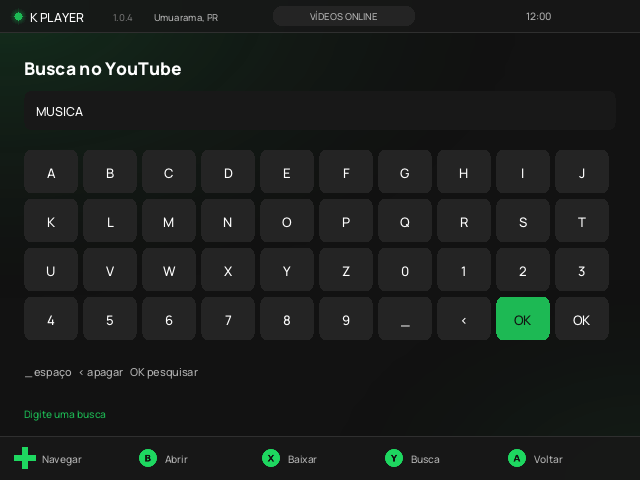 K PLAYER 1.0.4 Umuarama, PR VÍDEOS ONLINE 12:00
Busca no YouTube
MUSICA
A B C D E F G H I J
K L M N O P Q R S T
U V W X Y Z 0 1 2 3
4 5 6 7 8 9 _ < OK OK
_ espaço < apagar OK pesquisar
Digite uma busca
Navegar B Abrir X Baixar Y Busca A Voltar